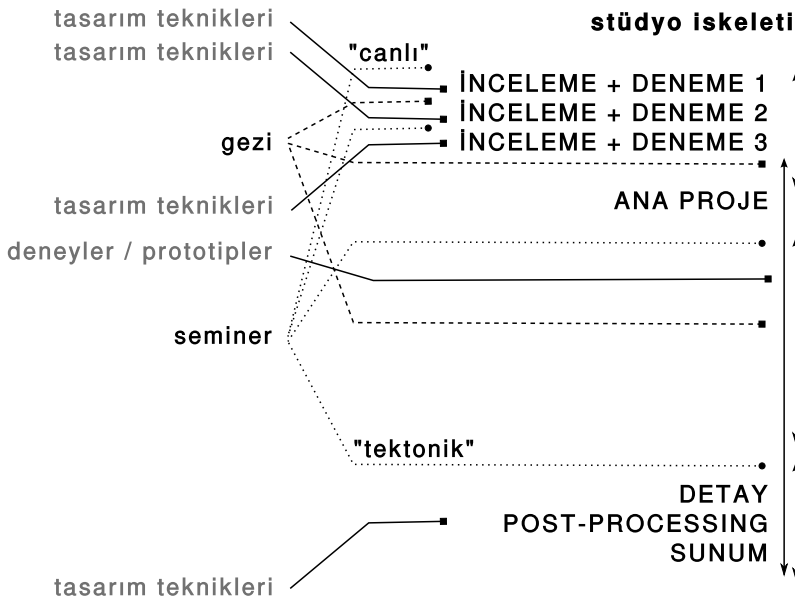 tasarım teknikleri
stüdyo iskeleti
tasarım teknikleri
"canlı"
İNCELEME + DENEME 1
İNCELEME + DENEME 2
gezi
İNCELEME + DENEME 3
tasarım teknikleri
ANA PROJE
deneyler / prototipler
seminer
"tektonik"
DETAY
POST-PROCESSING
SUNUM
tasarım teknikleri